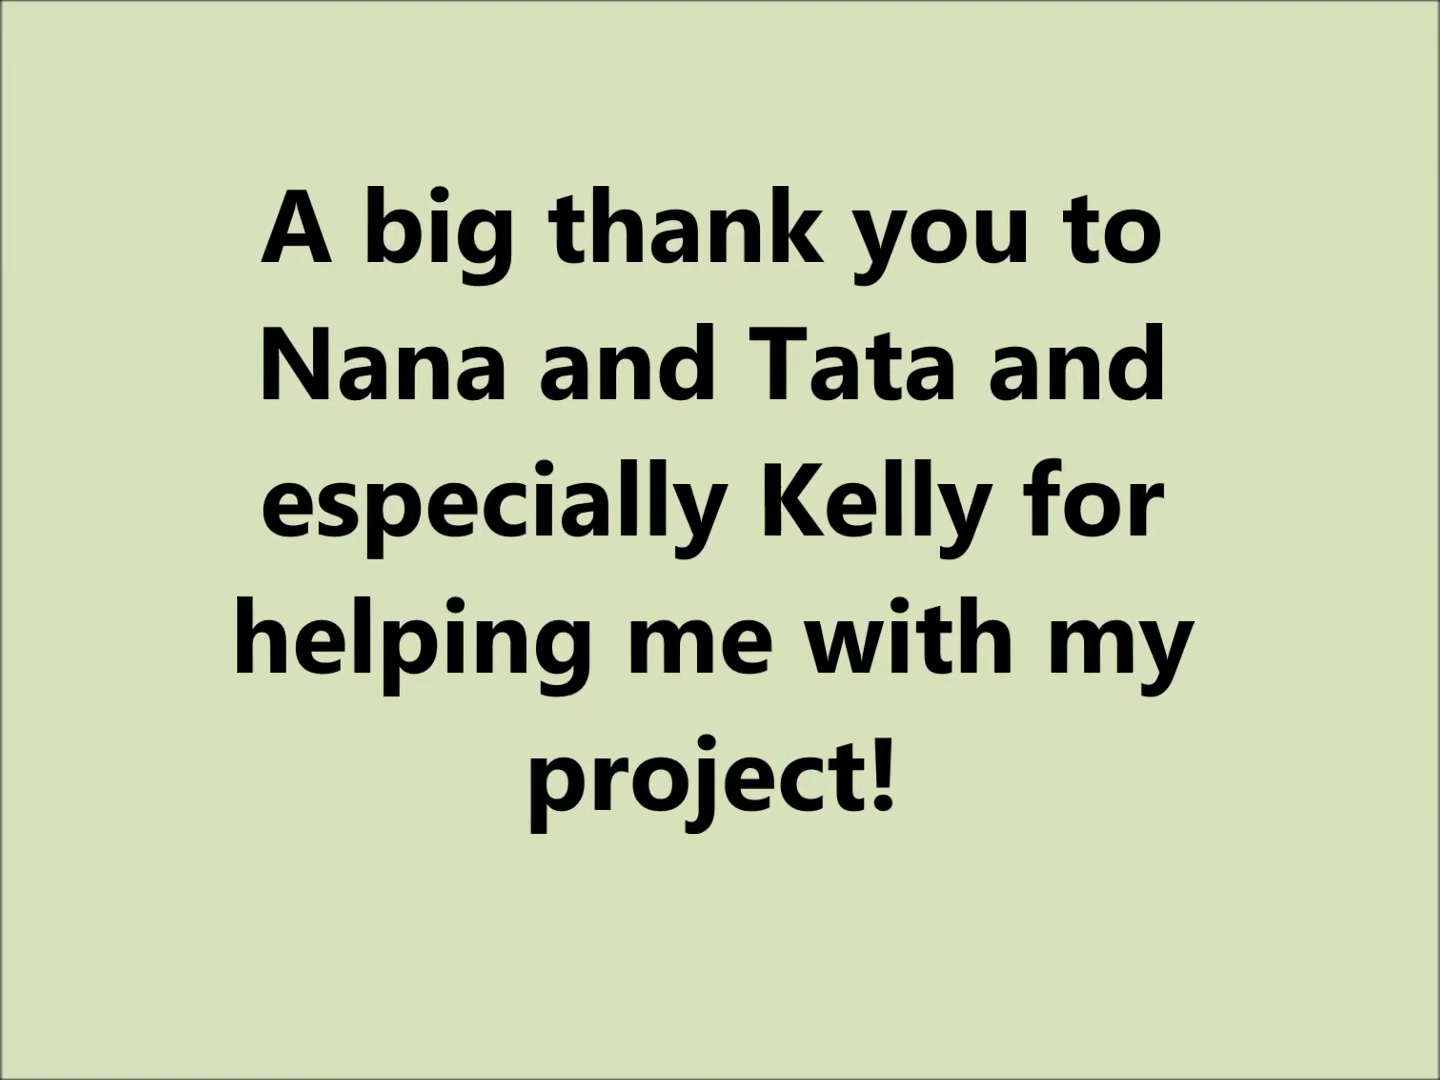 A big thank you to
Nana and Tata and
especially Kelly for
helping me with my
project!